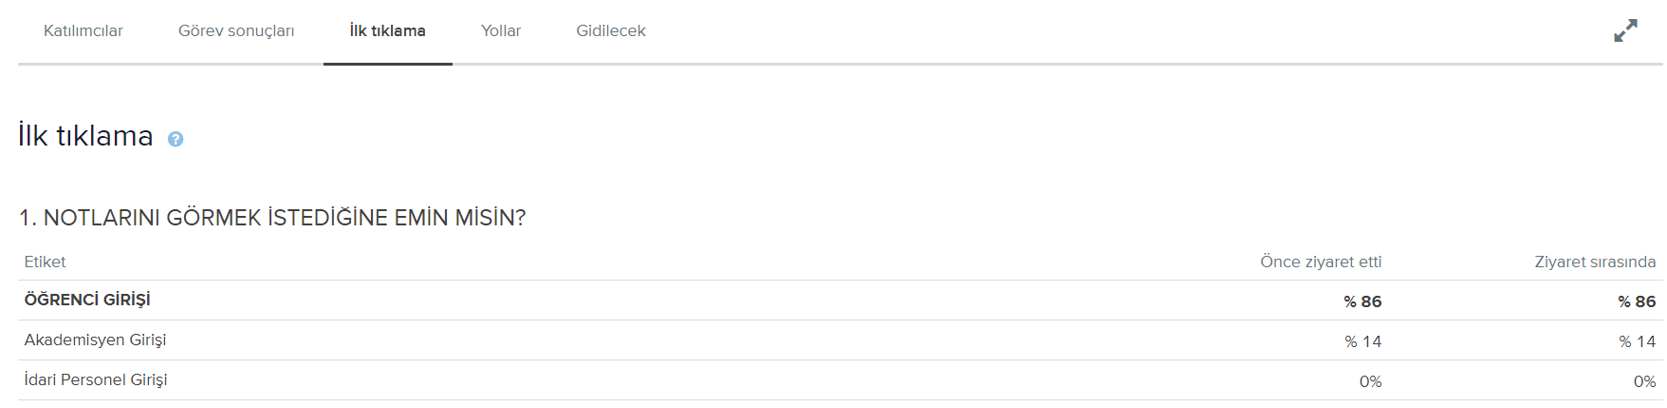 Katılımcılar Görev sonuçları İlk tıklama Yollar Gidilecek
İlk tıklama ?
1. NOTLARINI GÖRMEK İSTEDİĞİNE EMİN MİSİN?
Etiket Önce ziyaret etti Ziyaret sırasında
ÖĞRENCİ GİRİŞİ % 86 % 86
Akademisyen Girişi % 14 % 14
İdari Personel Girişi 0% 0%